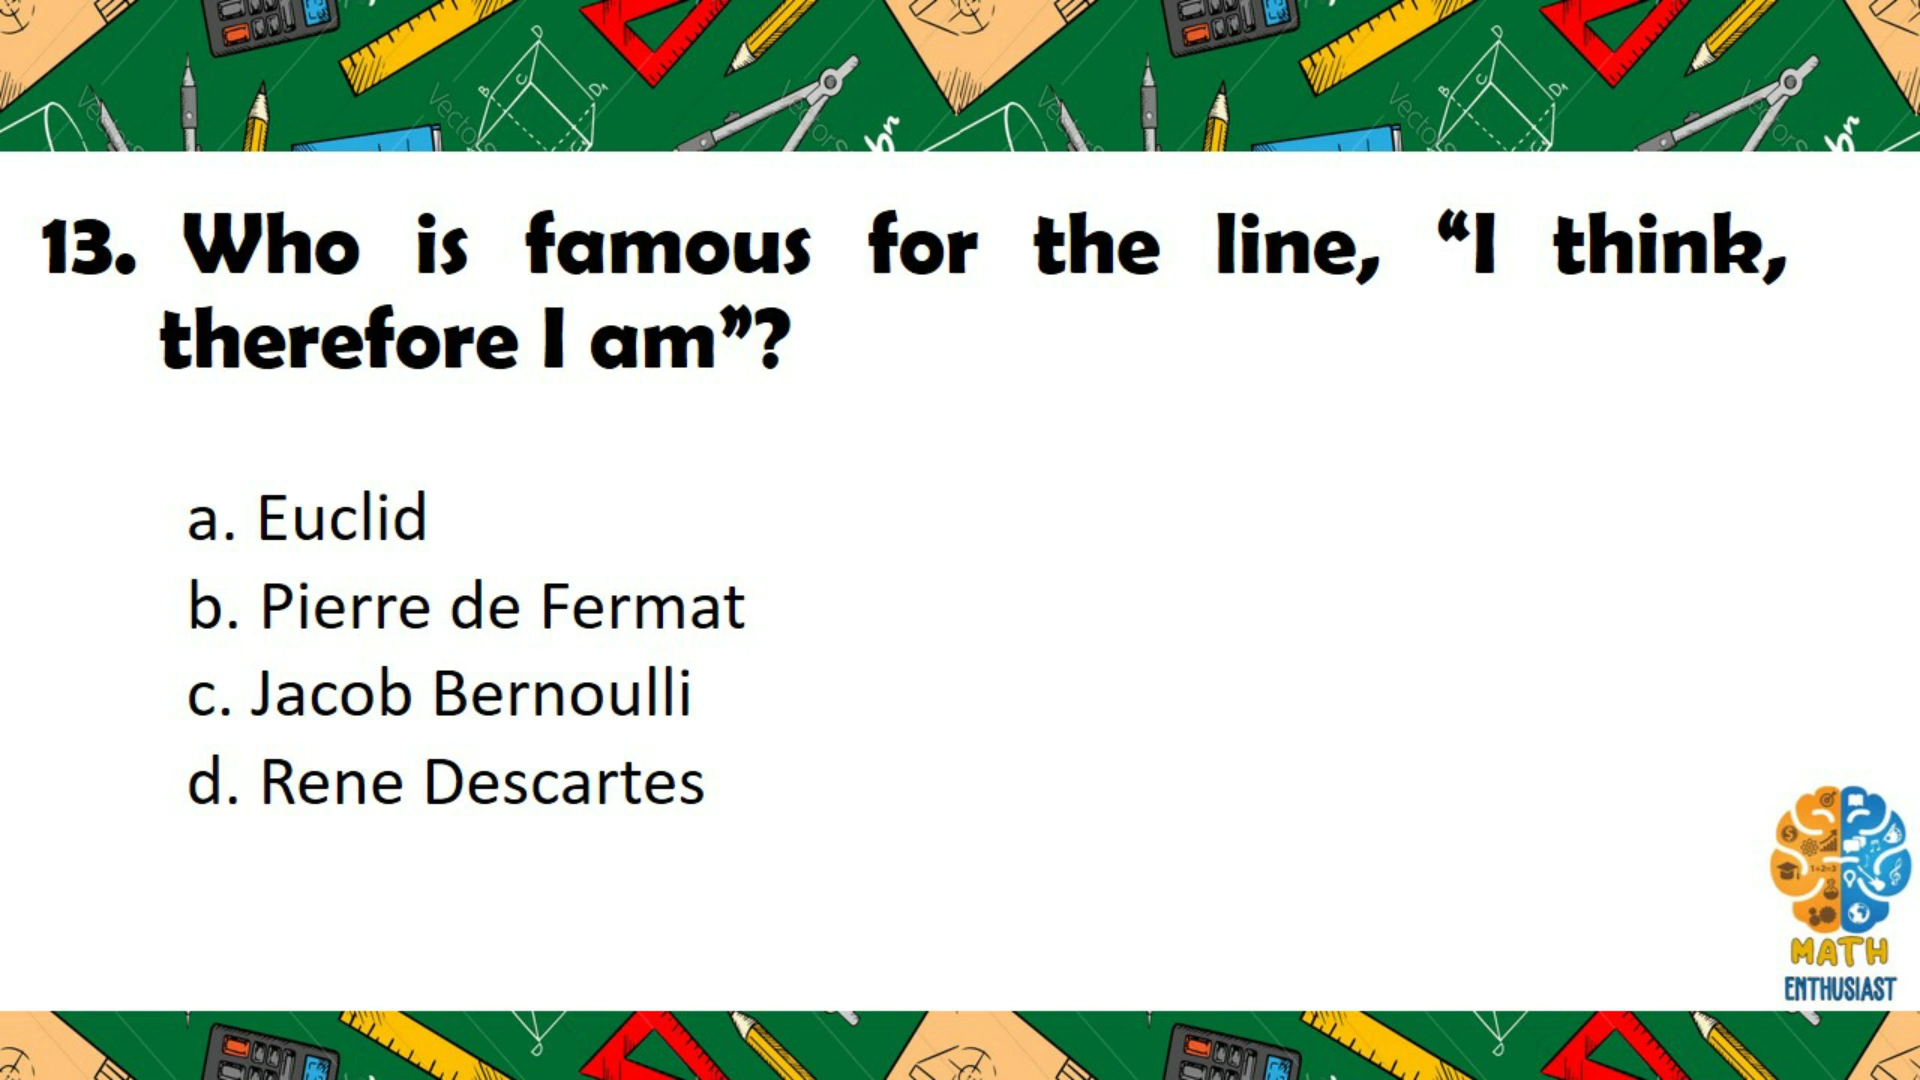 13. Who is famous for the line, “I think,
therefore I am”?
a. Euclid
b. Pierre de Fermat
c. Jacob Bernoulli
d. Rene Descartes
MATH
ENTHUSIAST